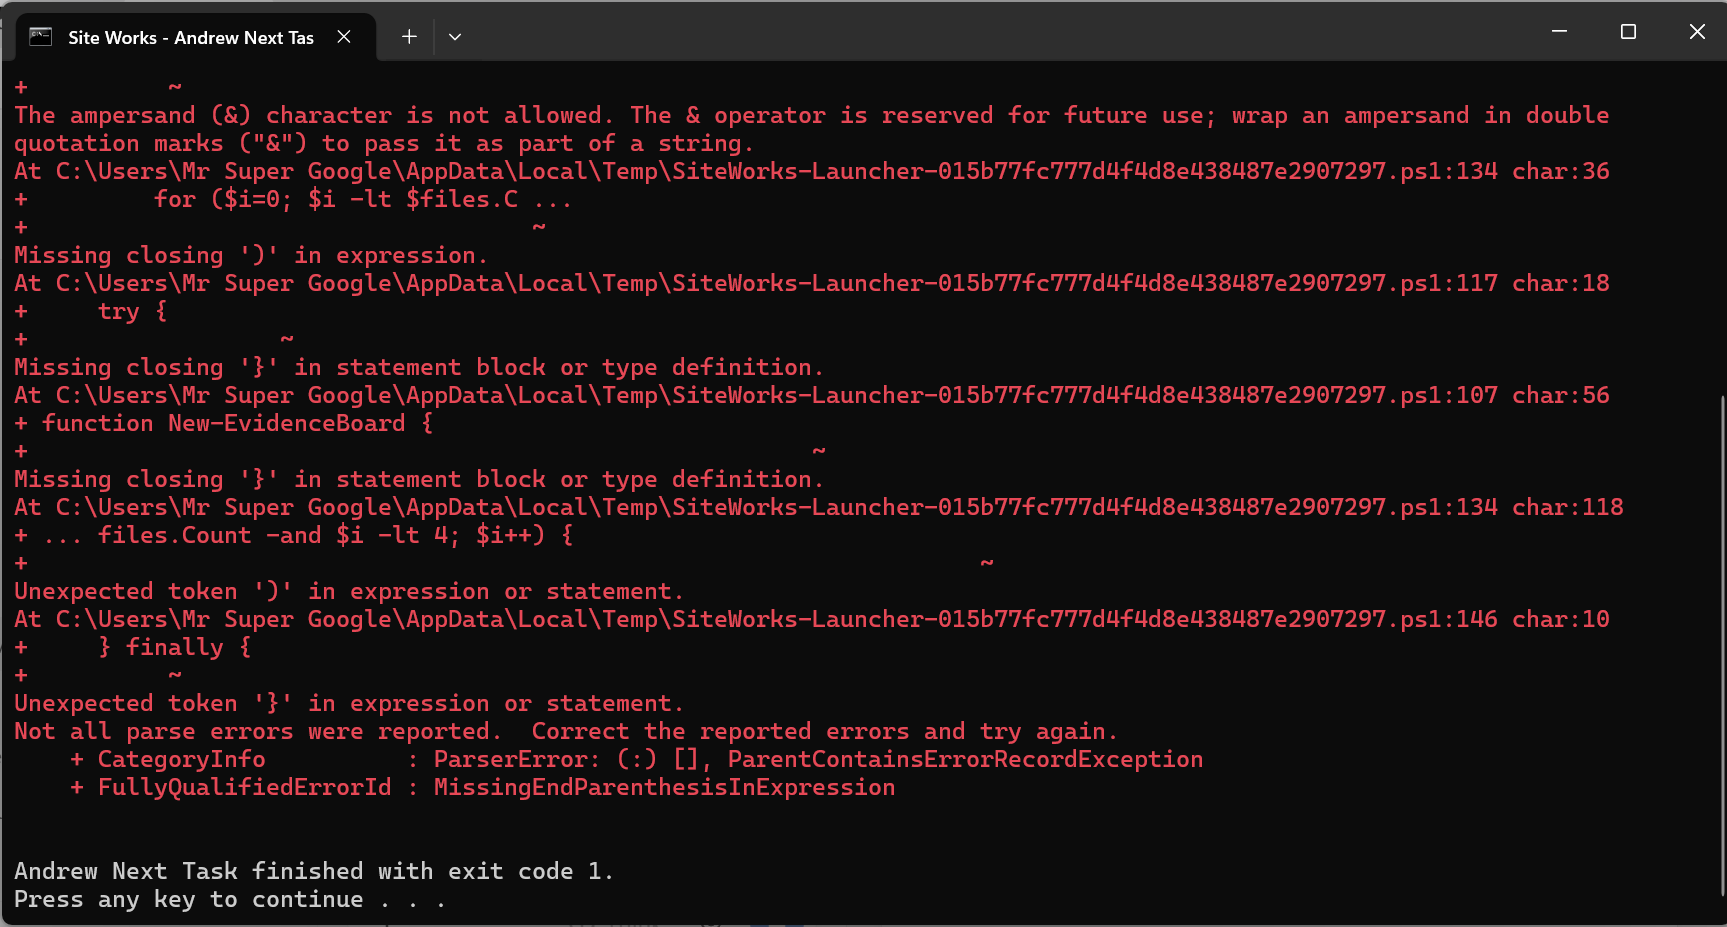 Site Works - Andrew Next Tas
+ ~
The ampersand (&) character is not allowed. The & operator is reserved for future use; wrap an ampersand in double
quotation marks ("&") to pass it as part of a string.
At C:\Users\Mr Super Google\AppData\Local\Temp\SiteWorks-Launcher-015b77fc777d4f4d8e438487e2907297.ps1:134 char:36
+ for ($i=0; $i -lt $files.C ...
+ ~
Missing closing ')' in expression.
At C:\Users\Mr Super Google\AppData\Local\Temp\SiteWorks-Launcher-015b77fc777d4f4d8e438487e2907297.ps1:117 char:18
+ try {
+ ~
Missing closing '}' in statement block or type definition.
At C:\Users\Mr Super Google\AppData\Local\Temp\SiteWorks-Launcher-015b77fc777d4f4d8e438487e2907297.ps1:107 char:56
+ function New-EvidenceBoard {
+ ~
Missing closing '}' in statement block or type definition.
At C:\Users\Mr Super Google\AppData\Local\Temp\SiteWorks-Launcher-015b77fc777d4f4d8e438487e2907297.ps1:134 char:118
+ ... files.Count -and $i -lt 4; $i++) {
+ ~
Unexpected token ')' in expression or statement.
At C:\Users\Mr Super Google\AppData\Local\Temp\SiteWorks-Launcher-015b77fc777d4f4d8e438487e2907297.ps1:146 char:10
+ } finally {
+ ~
Unexpected token '}' in expression or statement.
Not all parse errors were reported.  Correct the reported errors and try again.
+ CategoryInfo : ParserError: (:) [], ParentContainsErrorRecordException
+ FullyQualifiedErrorId : MissingEndParenthesisInExpression
Andrew Next Task finished with exit code 1.
Press any key to continue . . .